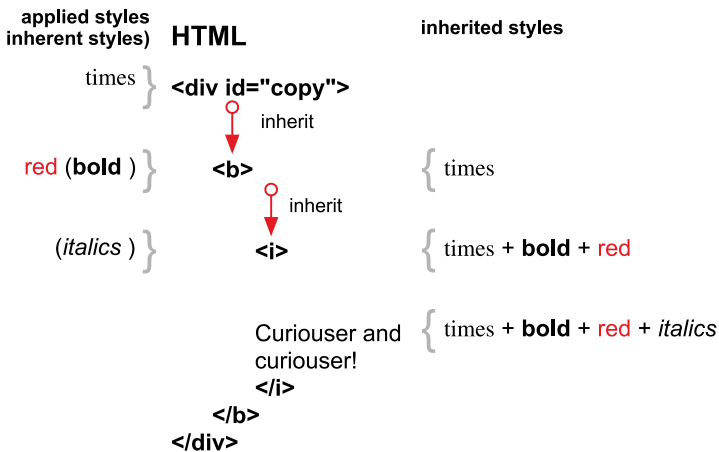 applied styles
inherent styles)
HTML
inherited styles
times } <div id="copy">
inherit
red (bold ) } <b> { times
inherit
(italics ) } <i> { times + bold + red
Curiouser and { times + bold + red + italics
curiouser!
</i>
</b>
</div>